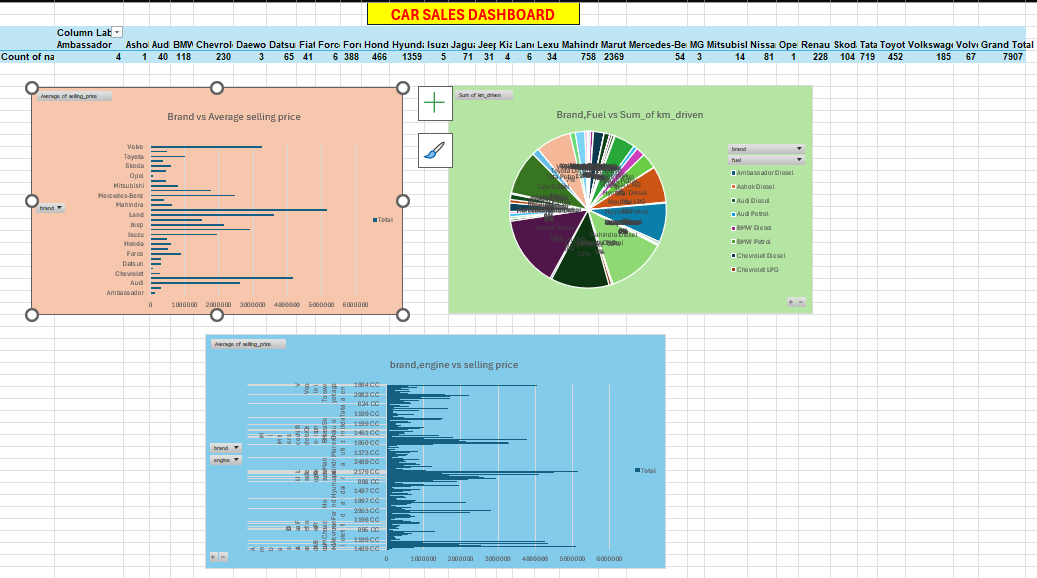 CAR SALES DASHBOARD
Column Lab
Ambassador Ashol Aud BMW Chevrol Daewo Datsu Fiat Forc Forc Hond Hyund Isuz Jagua Jeep Kia Lan Lexu Mahindr Marut Mercedes-Be MG Mitsubisl Nissa Ope Renau Skod Tata Toyot Volkswage Volvo Grand Total
Count of na 4 1 40 118 230 3 65 41 6 388 466 1359 5 71 31 4 6 34 758 2369 54 3 14 81 1 228 104 719 452 185 67 7907
Average of selling_price
Brand vs Average selling price
Volvo
Toyota
Skoda
Opel
Mitsubishi
Mercedes-Benz
Mahindra
Land
Jeep
Isuzu
Honda
Force
Datsun
Chevrolet
Audi
Ambassador
0 1000000 2000000 3000000 4000000 5000000 6000000
brand
Total
Sum of km_driven
Brand,Fuel vs Sum_of km_driven
brand
fuel
Ambassador Diesel
Ashok Diesel
Audi Diesel
Audi Petrol
BMW Diesel
BMW Petrol
Chevrolet Diesel
Chevrolet LPG
Average of selling_price
brand,engine vs selling price
brand
engine
1984 CC
2982 CC
624 CC
1199 CC
1199 CC
1461 CC
1950 CC
1373 CC
2489 CC
2179 CC
998 CC
1497 CC
1997 CC
2953 CC
1196 CC
995 CC
1199 CC
1489 CC
0 1000000 2000000 3000000 4000000 5000000 6000000
Total